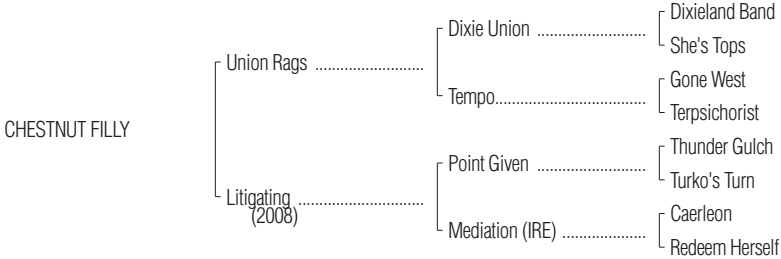 Dixieland Band
Dixie Union ..........................
She's Tops
Union Rags ..........................
Gone West
Tempo....................................
Terpsichorist
CHESTNUT FILLY
Thunder Gulch
Point Given ..........................
Turko's Turn
Litigating ..............................
(2008)
Caerleon
Mediation (IRE) ....................
Redeem Herself